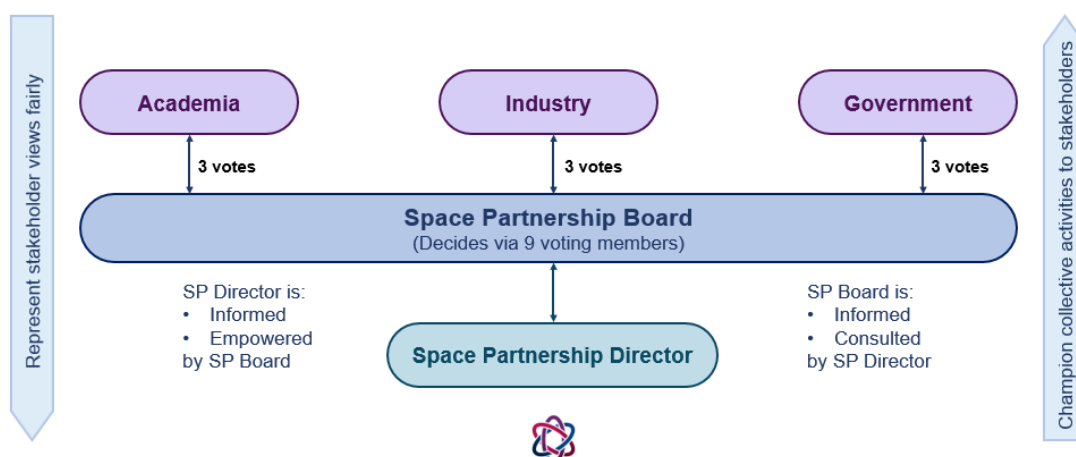 Represent stakeholder views fairly
Academia
Industry
Government
3 votes
3 votes
3 votes
Space Partnership Board
(Decides via 9 voting members)
SP Director is:
• Informed
• Empowered
by SP Board
SP Board is:
• Informed
• Consulted
by SP Director
Space Partnership Director
Champion collective activities to stakeholders